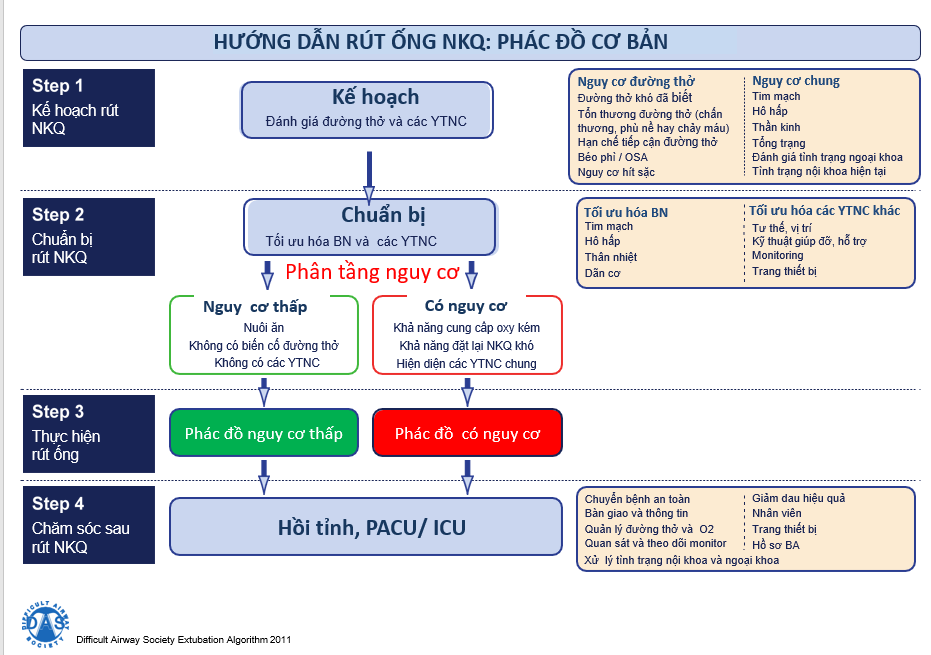 HƯỚNG DẪN RÚT ỐNG NKQ: PHÁC ĐỒ CƠ BẢN
Step 1
Kế hoạch rút
NKQ
Kế hoạch
Đánh giá đường thở và các YTNC
Nguy cơ đường thở
Đường thở khó đã biết
Tổn thương đường thở (chấn
thương, phù nề hay chảy máu)
Hạn chế tiếp cận đường thở
Béo phì / OSA
Nguy cơ hít sặc
Nguy cơ chung
Tim mạch
Hô hấp
Thần kinh
Tổng trạng
Đánh giá tình trạng ngoại khoa
Tình trạng nội khoa hiện tại
Step 2
Chuẩn bị
rút NKQ
Chuẩn bị
Tối ưu hóa BN và các YTNC
Tối ưu hóa BN
Tim mạch
Hô hấp
Thân nhiệt
Dãn cơ
Tối ưu hóa các YTNC khác
Tư thế, vị trí
Kỹ thuật giúp đỡ, hỗ trợ
Monitoring
Trang thiết bị
Phân tầng nguy cơ
Nguy cơ thấp
Nuôi ăn
Không có biến cố đường thở
Không có các YTNC
Có nguy cơ
Khả năng cung cấp oxy kém
Khả năng đặt lại NKQ khó
Hiện diện các YTNC chung
Step 3
Thực hiện
rút ống
Phác đồ nguy cơ thấp
Phác đồ có nguy cơ
Step 4
Chăm sóc sau
rút NKQ
Hồi tỉnh, PACU/ ICU
Chuyển bệnh an toàn
Bàn giao và thông tin
Quản lý đường thở và O2
Quan sát và theo dõi monitor
Giảm đau hiệu quả
Nhân viên
Trang thiết bị
Hồ sơ BA
Xử lý tình trạng nội khoa và ngoại khoa
DIFFICULT AIRWAY
DAS
SOCIETY
Difficult Airway Society Extubation Algorithm 2011